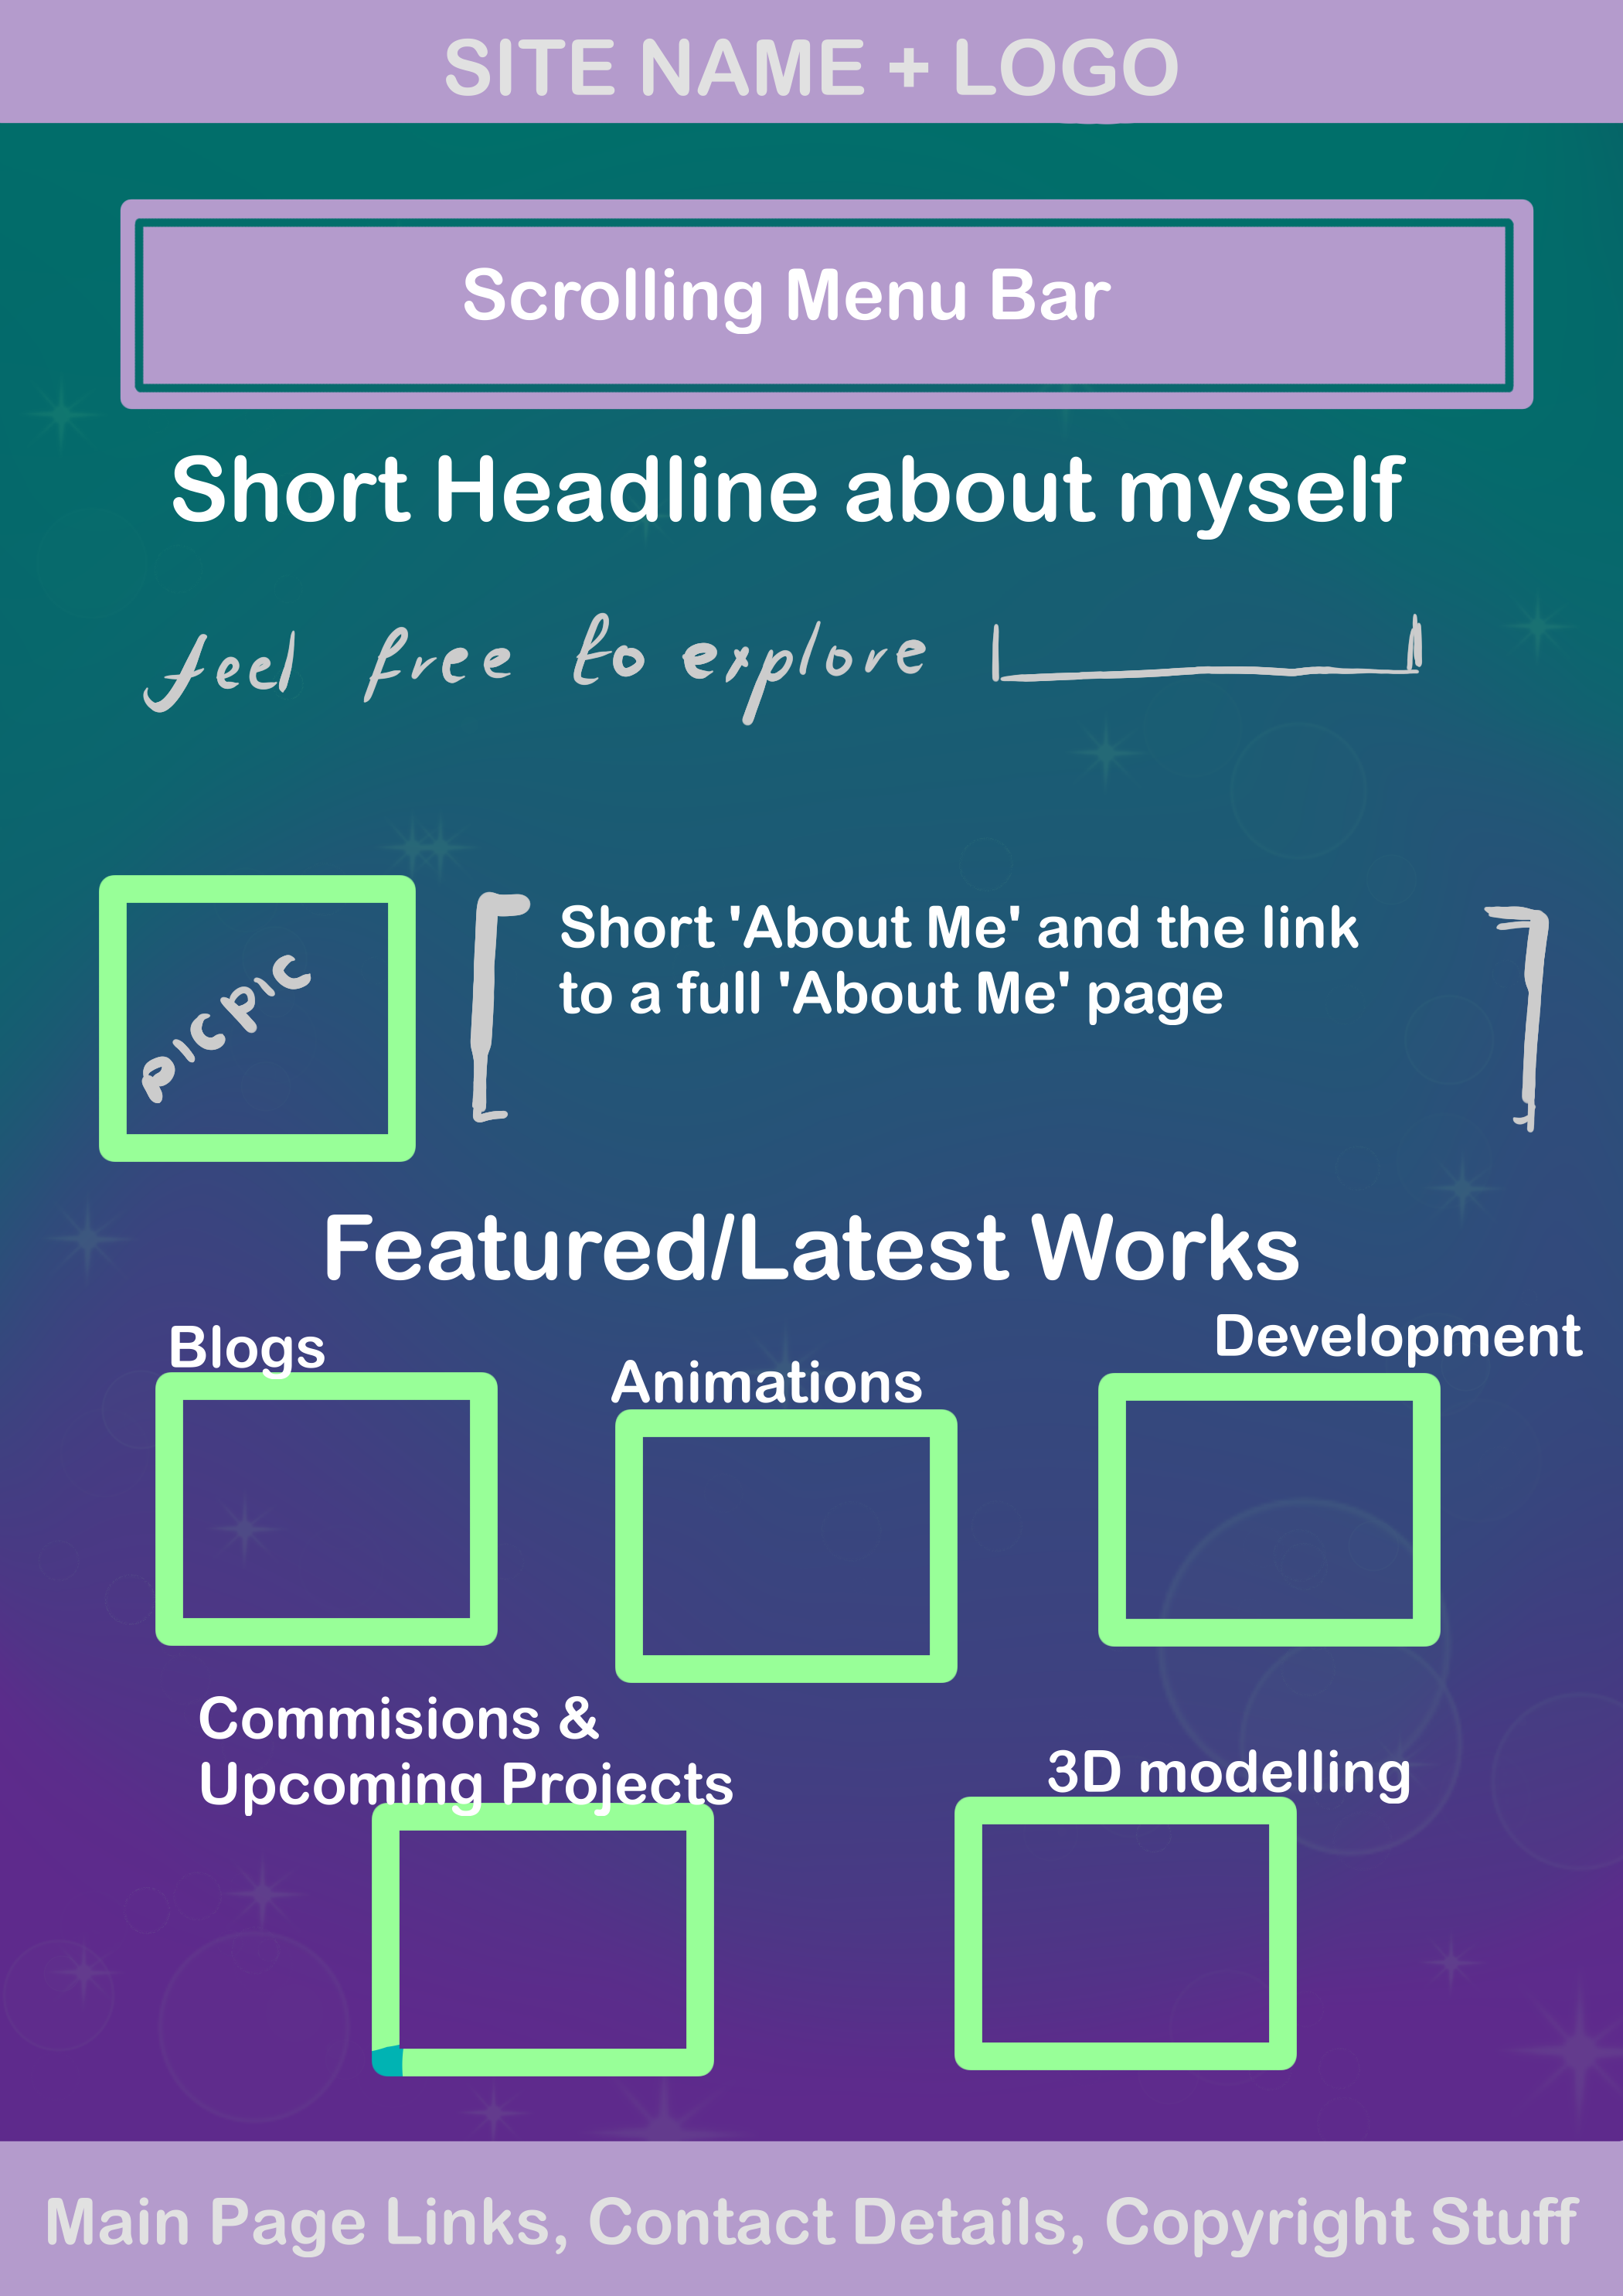 SITE NAME + LOGO
Scrolling Menu Bar
Short Headline about myself
feel free to explore
PICPIC
Short 'About Me' and the link
to a full 'About Me' page
Featured/Latest Works
Blogs
Animations
Development
Commisions &
Upcoming Projects
3D modelling
Main Page Links, Contact Details, Copyright Stuff